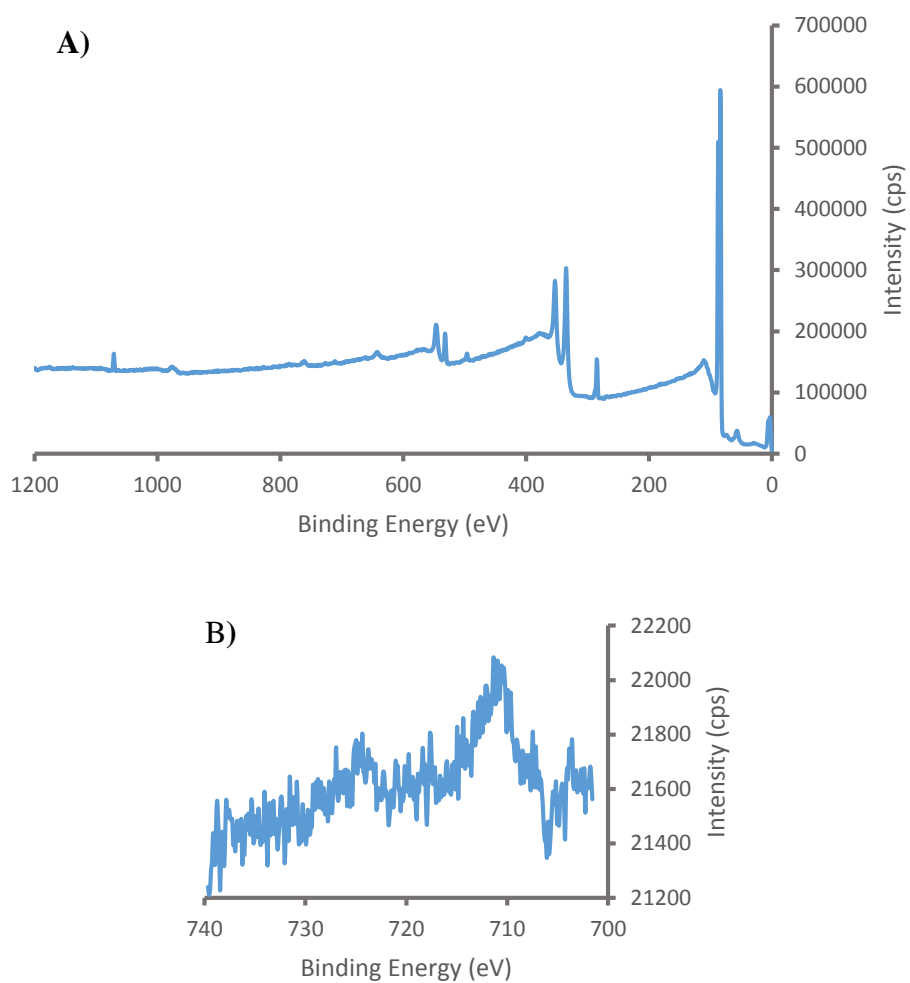 A)
700000
600000
500000
400000
300000
200000
100000
0
Intensity (cps)
1200 1000 800 600 400 200 0
Binding Energy (eV)
B)
22200
22000
21800
21600
21400
21200
Intensity (cps)
740 730 720 710 700
Binding Energy (eV)